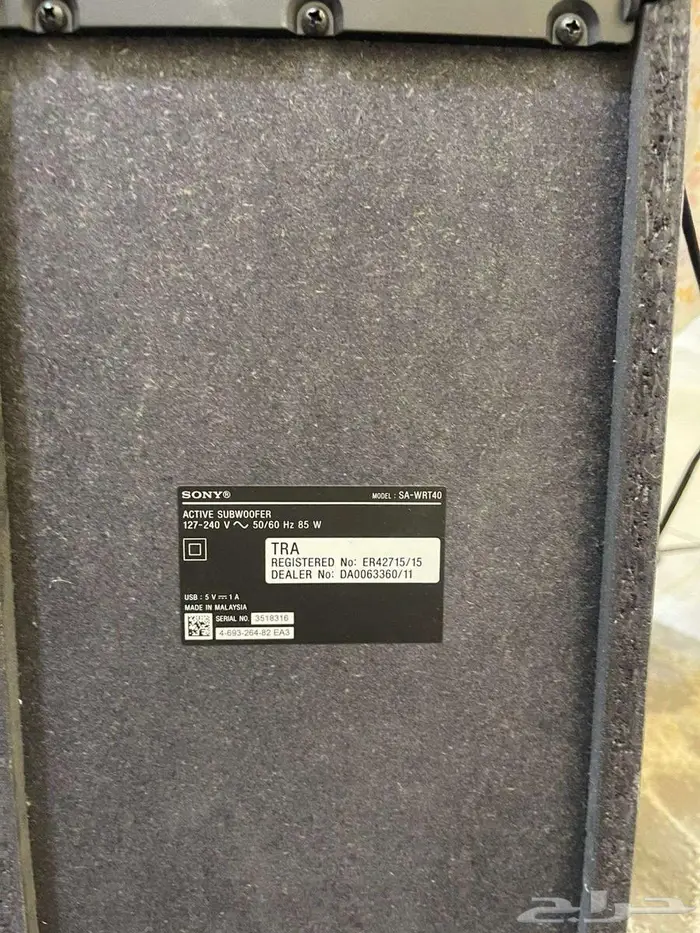 SONY® MODEL : SA-WRT40
ACTIVE SUBWOOFER
127-240 V ∼ 50/60 Hz 85 W
TRA
REGISTERED No: ER42715/15
DEALER No: DA0063360/11
USB : 5 V ⎓ 1 A
MADE IN MALAYSIA
SERIAL NO. 3518316
4-693-264-82 EA3
حراج